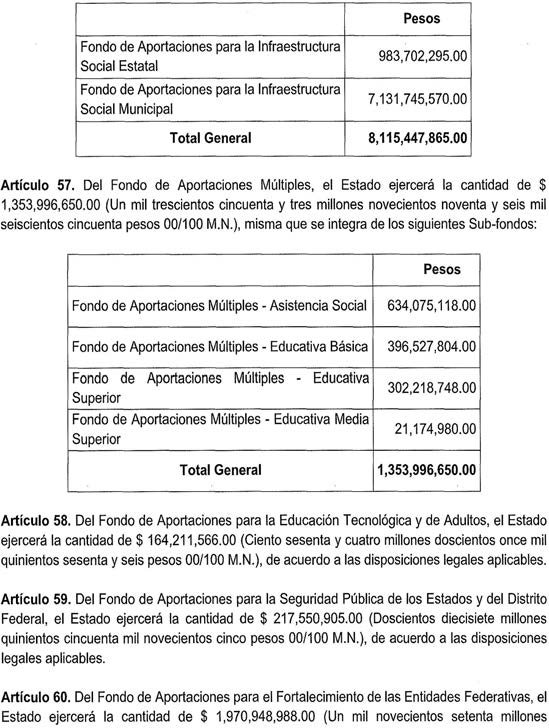 Pesos
Fondo de Aportaciones para la Infraestructura
Social Estatal
983,702,295.00
Fondo de Aportaciones para la Infraestructura
Social Municipal
7,131,745,570.00
Total General
8,115,447,865.00
Artículo 57. Del Fondo de Aportaciones Múltiples, el Estado ejercerá la cantidad de $
1,353,996,650.00 (Un mil trescientos cincuenta y tres millones novecientos noventa y seis mil
seiscientos cincuenta pesos 00/100 M.N.), misma que se integra de los siguientes Sub-fondos:
Pesos
Fondo de Aportaciones Múltiples - Asistencia Social
634,075,118.00
Fondo de Aportaciones Múltiples - Educativa Básica
396,527,804.00
Fondo de Aportaciones Múltiples - Educativa
Superior
302,218,748.00
Fondo de Aportaciones Múltiples - Educativa Media
Superior
21,174,980.00
Total General
1,353,996,650.00
Artículo 58. Del Fondo de Aportaciones para la Educación Tecnológica y de Adultos, el Estado
ejercerá la cantidad de $ 164,211,566.00 (Ciento sesenta y cuatro millones doscientos once mil
quinientos sesenta y seis pesos 00/100 M.N.), de acuerdo a las disposiciones legales aplicables.
Artículo 59. Del Fondo de Aportaciones para la Seguridad Pública de los Estados y del Distrito
Federal, el Estado ejercerá la cantidad de $ 217,550,905.00 (Doscientos diecisiete millones
quinientos cincuenta mil novecientos cinco pesos 00/100 M.N.), de acuerdo a las disposiciones
legales aplicables.
Artículo 60. Del Fondo de Aportaciones para el Fortalecimiento de las Entidades Federativas, el
Estado ejercerá la cantidad de $ 1,970,948,988.00 (Un mil novecientos setenta millones